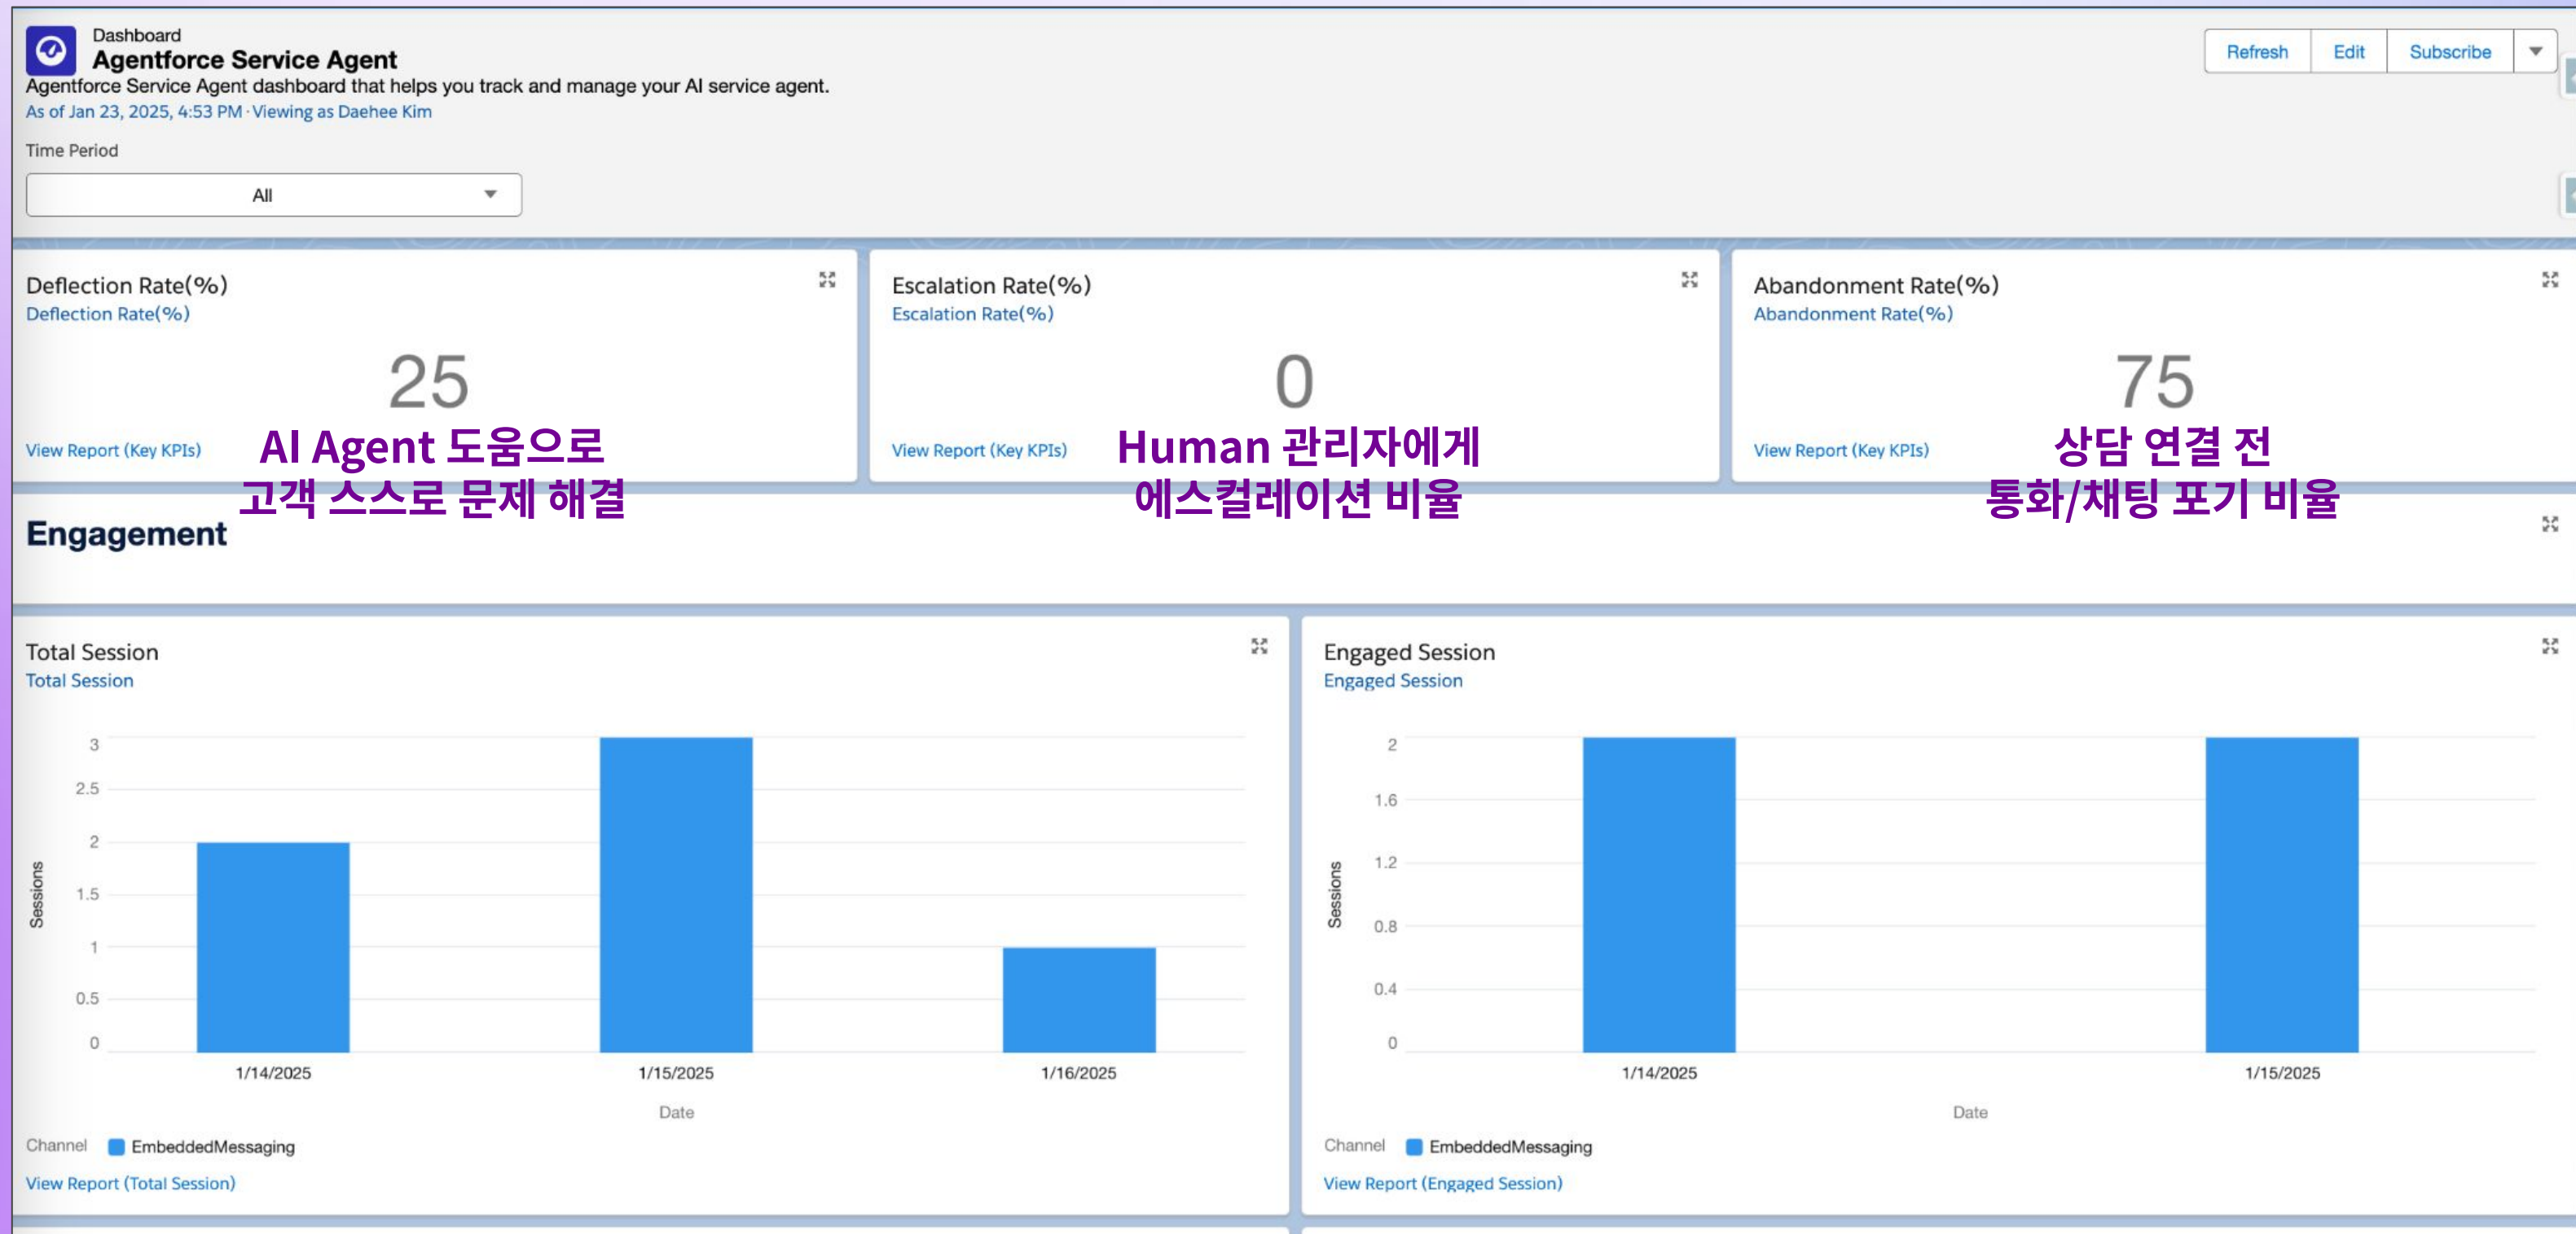 Dashboard
Agentforce Service Agent
Agentforce Service Agent dashboard that helps you track and manage your AI service agent.
As of Jan 23, 2025, 4:53 PM·Viewing as Daehee Kim
Refresh
Edit
Subscribe
Time Period
All
Deflection Rate(%)
Deflection Rate(%)
25
View Report (Key KPIs)
AI Agent 도움으로
고객 스스로 문제 해결
Escalation Rate(%)
Escalation Rate(%)
0
View Report (Key KPIs)
Human 관리자에게
에스컬레이션 비율
Abandonment Rate(%)
Abandonment Rate(%)
75
View Report (Key KPIs)
상담 연결 전
통화/채팅 포기 비율
Engagement
Total Session
Total Session
3
2.5
2
1.5
1
0.5
0
Sessions
1/14/2025
1/15/2025
1/16/2025
Date
Channel EmbeddedMessaging
View Report (Total Session)
Engaged Session
Engaged Session
2
1.6
1.2
0.8
0.4
0
Sessions
1/14/2025
1/15/2025
Date
Channel EmbeddedMessaging
View Report (Engaged Session)